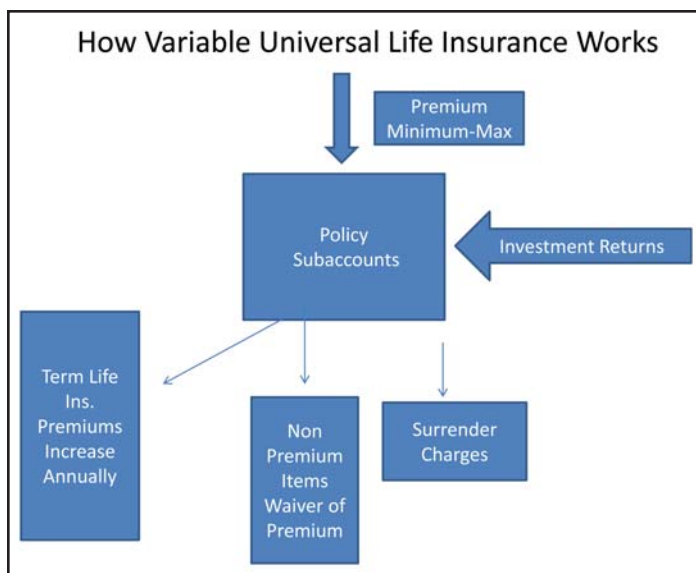 How Variable Universal Life Insurance Works
Premium
Minimum-Max
Policy
Subaccounts
Investment Returns
Term Life
Ins.
Premiums
Increase
Annually
Non
Premium
Items
Waiver of
Premium
Surrender
Charges